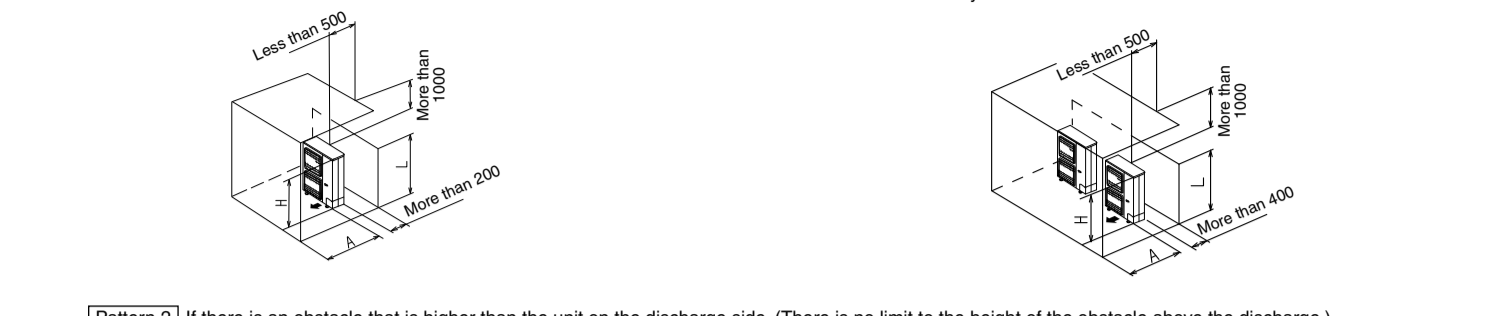 Less than 500
More than
1000
L
More than 200
H
A
Less than 500
More than
1000
L
More than 400
H
A
Pattern 2 If there is an obstacle that is higher than the unit on the discharge side. (There is no limit to the height of the obstacle above the discharge.)